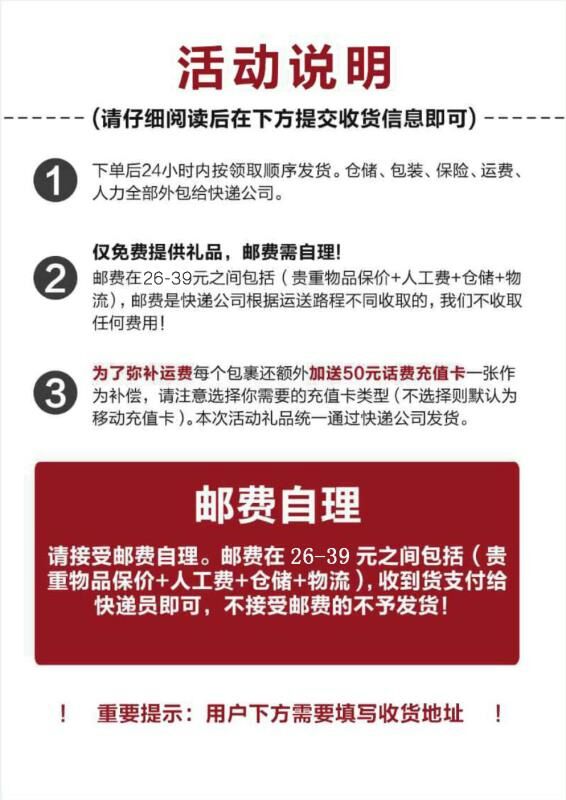 活动说明
(请仔细阅读后在下方提交收货信息即可)
1
下单后24小时内按领取顺序发货。仓储、包装、保险、运费、
人力全部外包给快递公司。
仅免费提供礼品，邮费需自理！
2
邮费在26-39元之间包括（贵重物品保价+人工费+仓储+物
流），邮费是快递公司根据运送路程不同收取的，我们不收取
任何费用！
为了弥补运费每个包裹还额外加送50元话费充值卡一张作
3
为补偿，请注意选择你需要的充值卡类型（不选择则默认为
移动充值卡）。本次活动礼品统一通过快递公司发货。
邮费自理
请接受邮费自理。邮费在 26-39 元之间包括（贵
重物品保价+人工费+仓储+物流），收到货支付给
快递员即可，不接受邮费的不予发货！
！ 重要提示：用户下方需要填写收货地址 ！